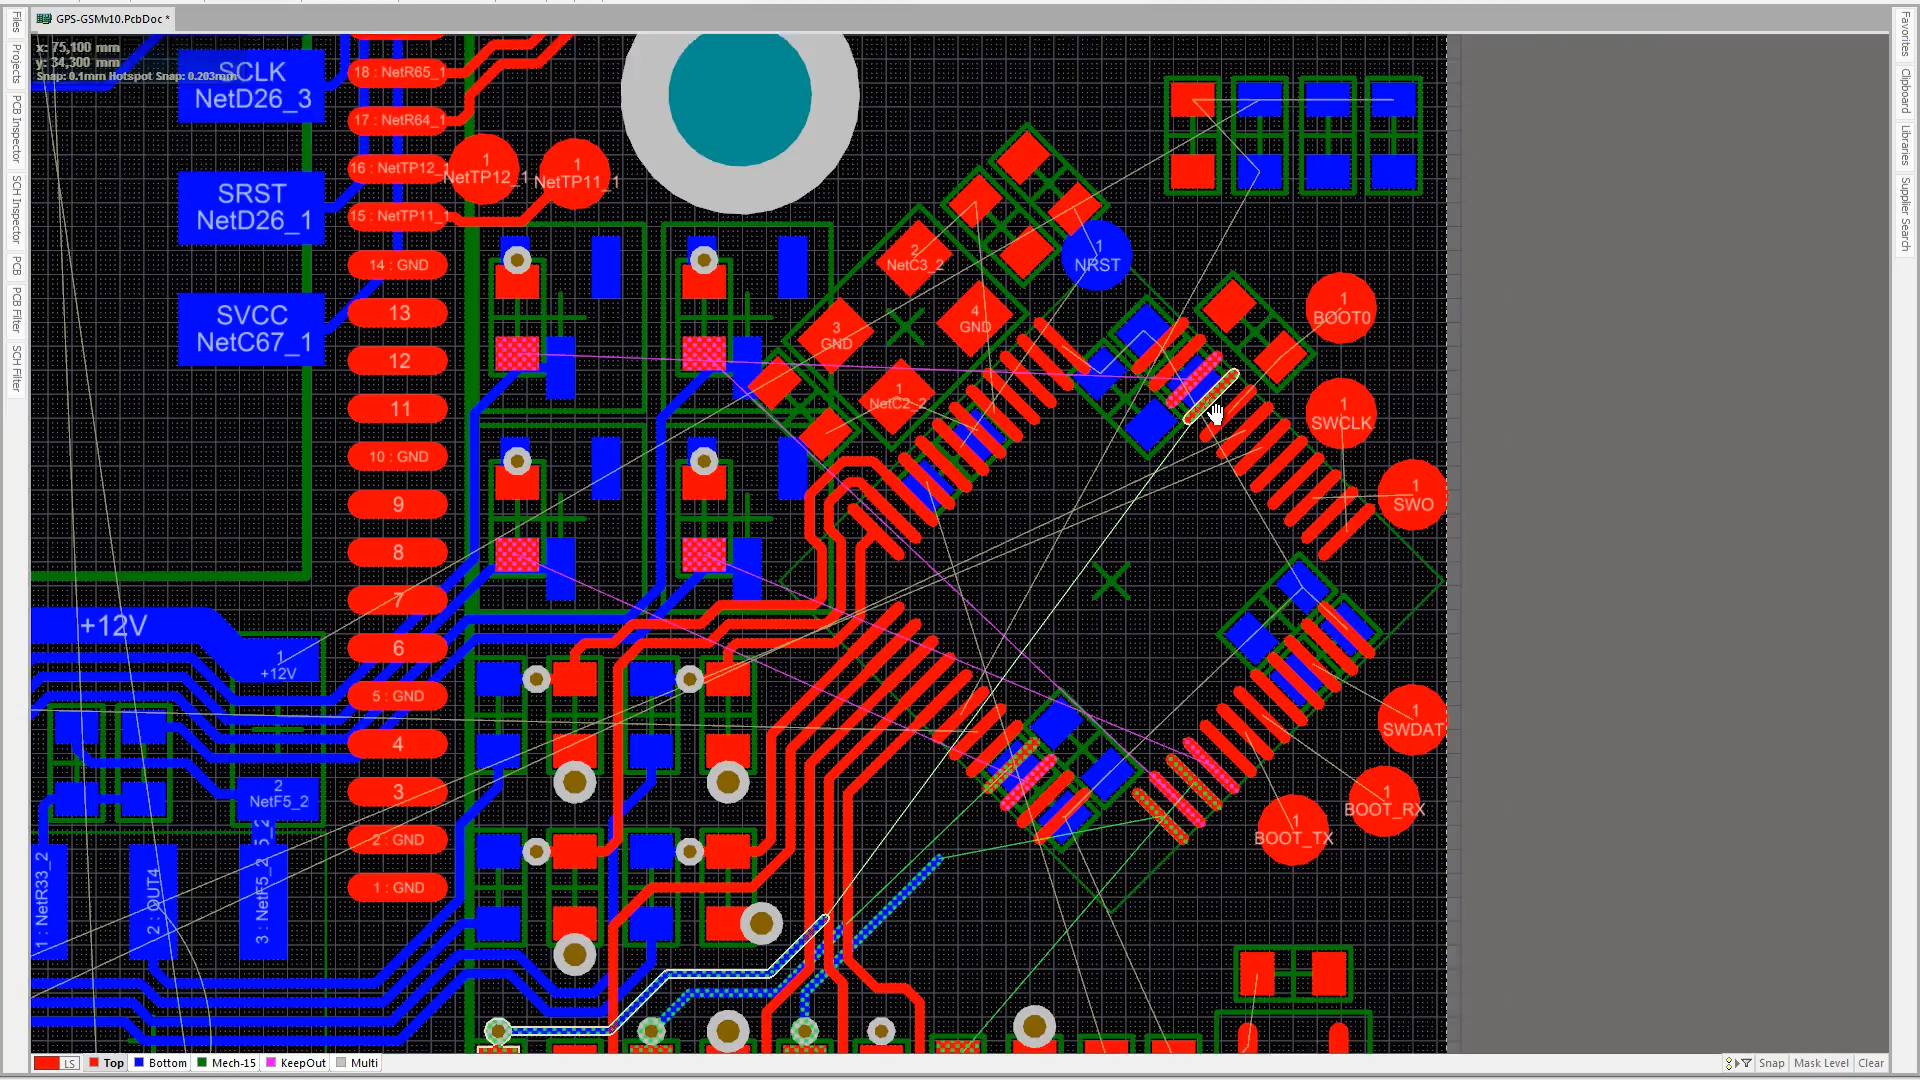 GPS-GSMv10.PcbDoc *
Files
Projects
PCB Inspector
SCH Inspector
PCB
PCB Filter
SCH Filter
Favorites
Clipboard
Libraries
Supplier Search
x: 75,100 mm
y: 34,300 mm
Snap: 0.1mm Hotspot Snap: 0.203mm
SCLK
NetD26_3
SRST
NetD26_1
SVCC
NetC67_1
18 : NetR65_1
17 : NetR64_1
16 : NetTP12_1
15 : NetTP11_1
14 : GND
13
12
11
10 : GND
9
8
7
6
5 : GND
4
3
2 : GND
1 : GND
1
NetTP12_1
1
NetTP11_1
2
NetC3_2
3
GND
4
GND
1
NetC2_2
1
NRST
1
BOOT0
1
SWCLK
1
SWO
1
SWDAT
1
BOOT_RX
1
BOOT_TX
+12V
1
+12V
2
NetF5_2
1 : NetR33_2
2 : OUT4
3 : NetF5_2
LS
Top
Bottom
Mech-15
KeepOut
Multi
Snap
Mask Level
Clear